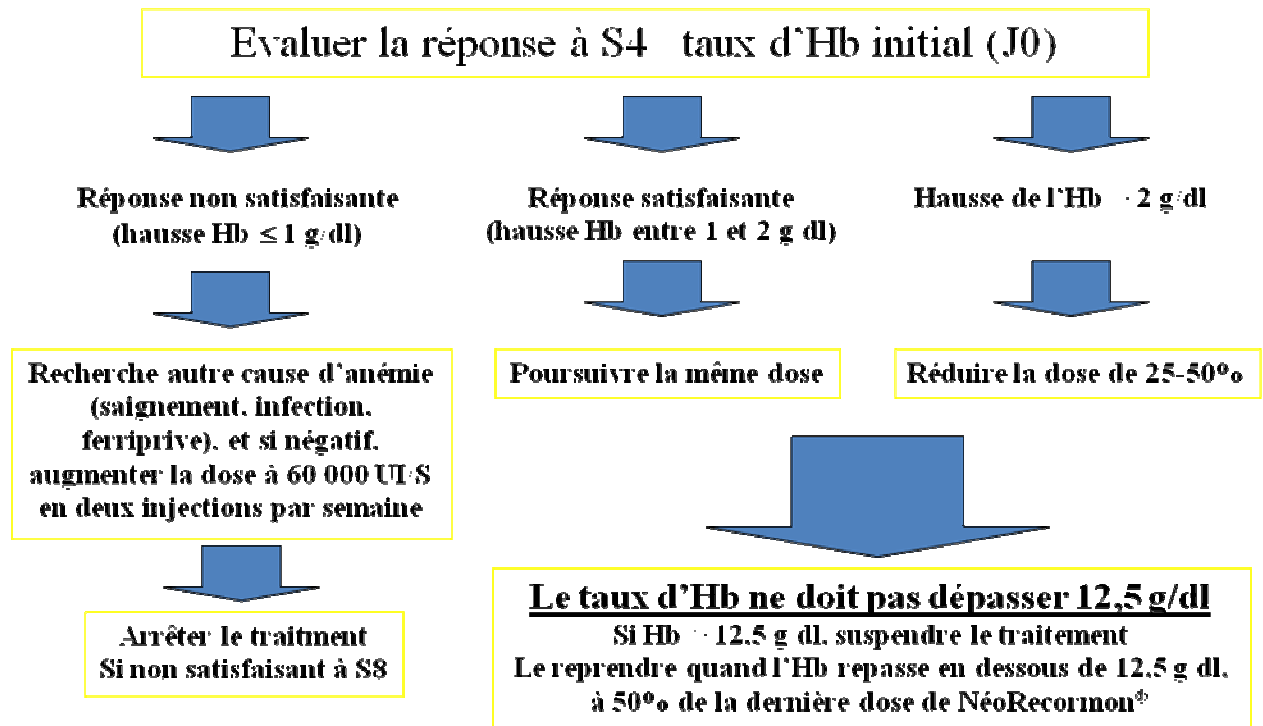 Evaluer la réponse à S4 taux d'Hb initial (J0)
Réponse non satisfaisante
(hausse Hb ≤ 1 g/dl)
Réponse satisfaisante
(hausse Hb entre 1 et 2 g dl)
Hausse de l'Hb 2 g/dl
Recherche autre cause d'anémie
(saignement, infection,
ferriprive), et si négatif,
augmenter la dose à 60 000 UI/S
en deux injections par semaine
Poursuivre la même dose
Réduire la dose de 25-50%
Arrêter le traitment
Si non satisfaisant à S8
Le taux d'Hb ne doit pas dépasser 12,5 g/dl
Si Hb 12,5 g dl, suspendre le traitement
Le reprendre quand l'Hb repasse en dessous de 12,5 g dl,
à 50% de la dernière dose de NéoRecormon®